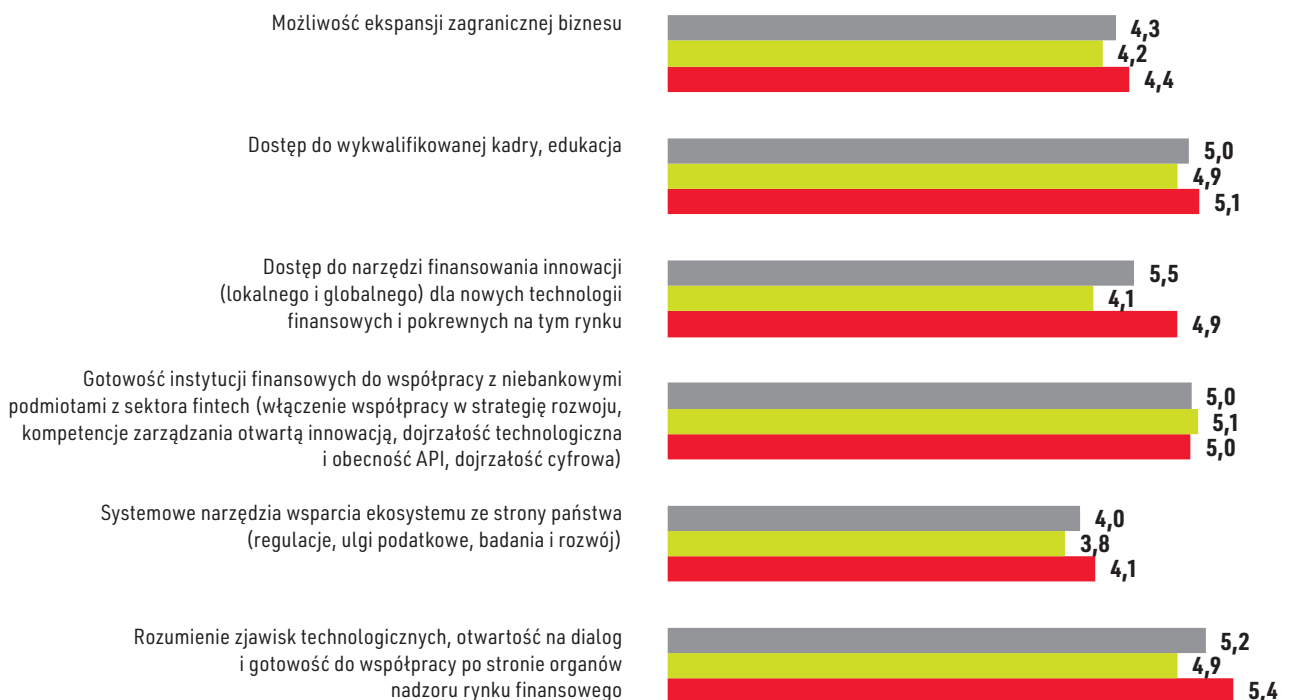 Możliwość ekspansji zagranicznej biznesu
4,3
4,2
4,4
Dostęp do wykwalifikowanej kadry, edukacja
5,0
4,9
5,1
Dostęp do narzędzi finansowania innowacji
(lokalnego i globalnego) dla nowych technologii
finansowych i pokrewnych na tym rynku
5,5
4,1
4,9
Gotowość instytucji finansowych do współpracy z niebankowymi
podmiotami z sektora fintech (włączenie współpracy w strategię rozwoju,
kompetencje zarządzania otwartą innowacją, dojrzałość technologiczna
i obecność API, dojrzałość cyfrowa)
5,0
5,1
5,0
Systemowe narzędzia wsparcia ekosystemu ze strony państwa
(regulacje, ulgi podatkowe, badania i rozwój)
4,0
3,8
4,1
Rozumienie zjawisk technologicznych, otwartość na dialog
i gotowość do współpracy po stronie organów
nadzoru rynku finansowego
5,2
4,9
5,4